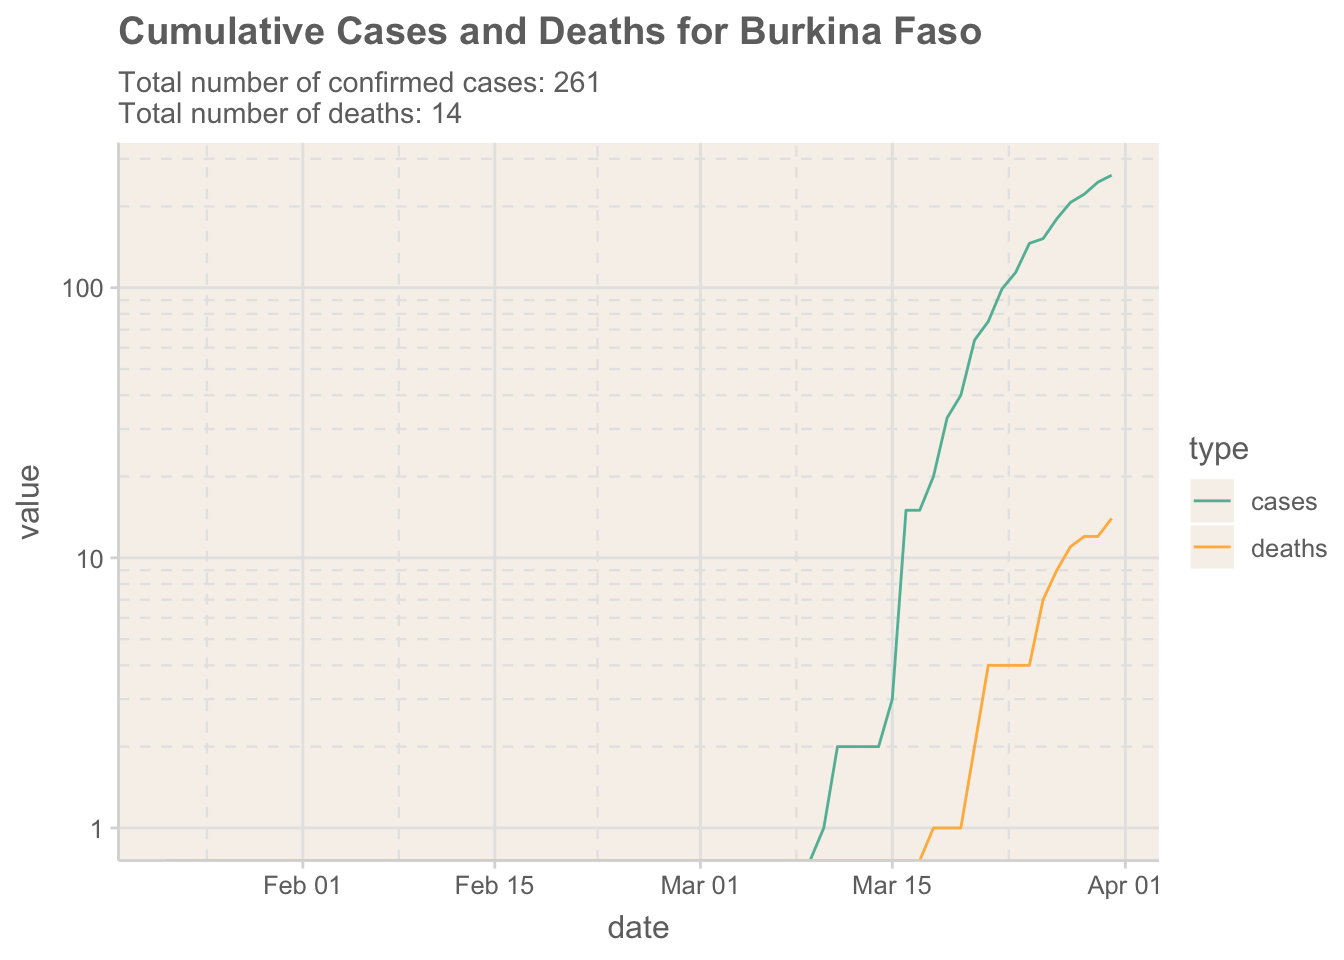 Cumulative Cases and Deaths for Burkina Faso
Total number of confirmed cases: 261
Total number of deaths: 14
value
100
10
1
Feb 01
Feb 15
Mar 01
Mar 15
Apr 01
date
type
cases
deaths